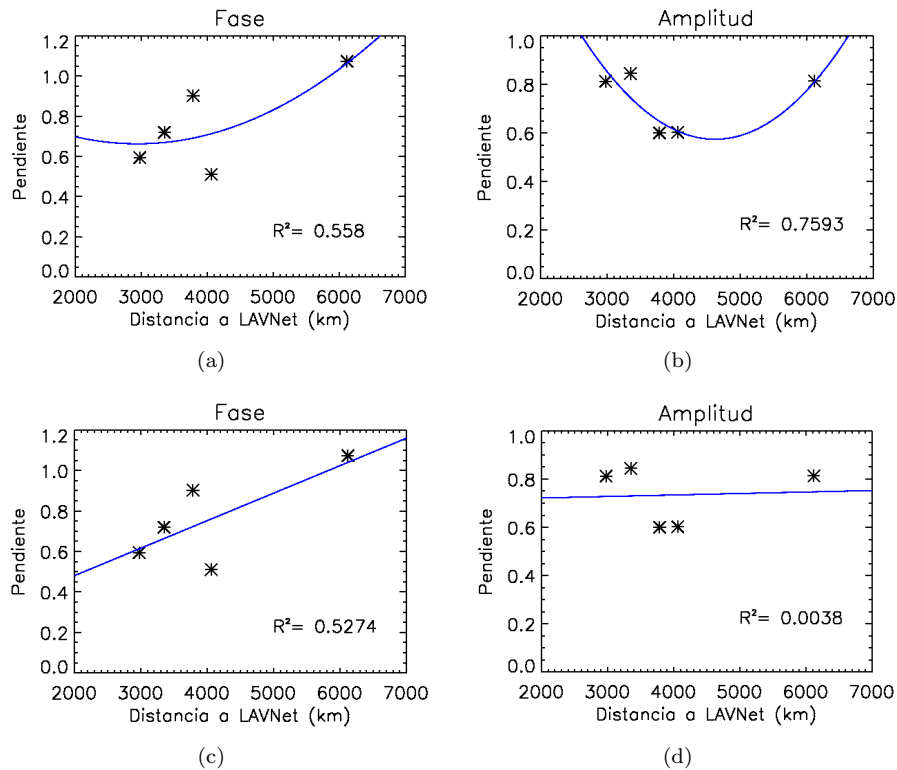 Fase
1.2
1.0
0.8
0.6
0.4
0.2
0.0
Pendiente
R²= 0.558
2000 3000 4000 5000 6000 7000
Distancia a LAVNet (km)
(a)
Amplitud
1.0
0.8
0.6
0.4
0.2
0.0
Pendiente
R²= 0.7593
2000 3000 4000 5000 6000 7000
Distancia a LAVNet (km)
(b)
Fase
1.2
1.0
0.8
0.6
0.4
0.2
0.0
Pendiente
R²= 0.5274
2000 3000 4000 5000 6000 7000
Distancia a LAVNet (km)
(c)
Amplitud
1.0
0.8
0.6
0.4
0.2
0.0
Pendiente
R²= 0.0038
2000 3000 4000 5000 6000 7000
Distancia a LAVNet (km)
(d)